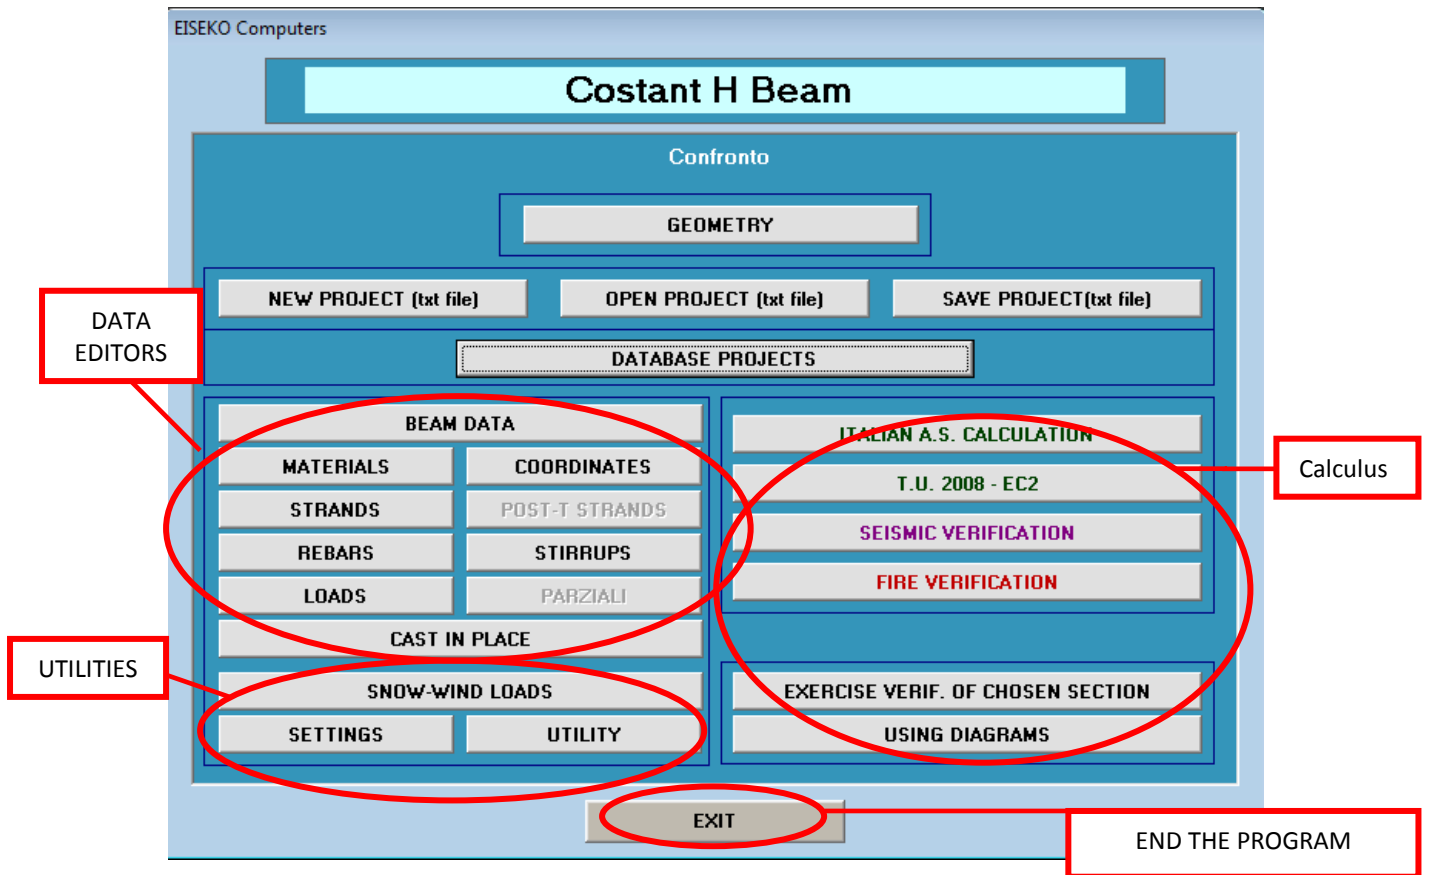 EISEKO Computers
Costant H Beam
Confronto
GEOMETRY
NEW PROJECT (txt file)
OPEN PROJECT (txt file)
SAVE PROJECT(txt file)
DATA
EDITORS
DATABASE PROJECTS
BEAM DATA
MATERIALS
COORDINATES
STRANDS
POST-T STRANDS
REBARS
STIRRUPS
LOADS
PARZIALI
CAST IN PLACE
ITALIAN A.S. CALCULATION
T.U. 2008 - EC2
SEISMIC VERIFICATION
FIRE VERIFICATION
Calculus
UTILITIES
SNOW-WIND LOADS
SETTINGS
UTILITY
EXERCISE VERIF. OF CHOSEN SECTION
USING DIAGRAMS
EXIT
END THE PROGRAM